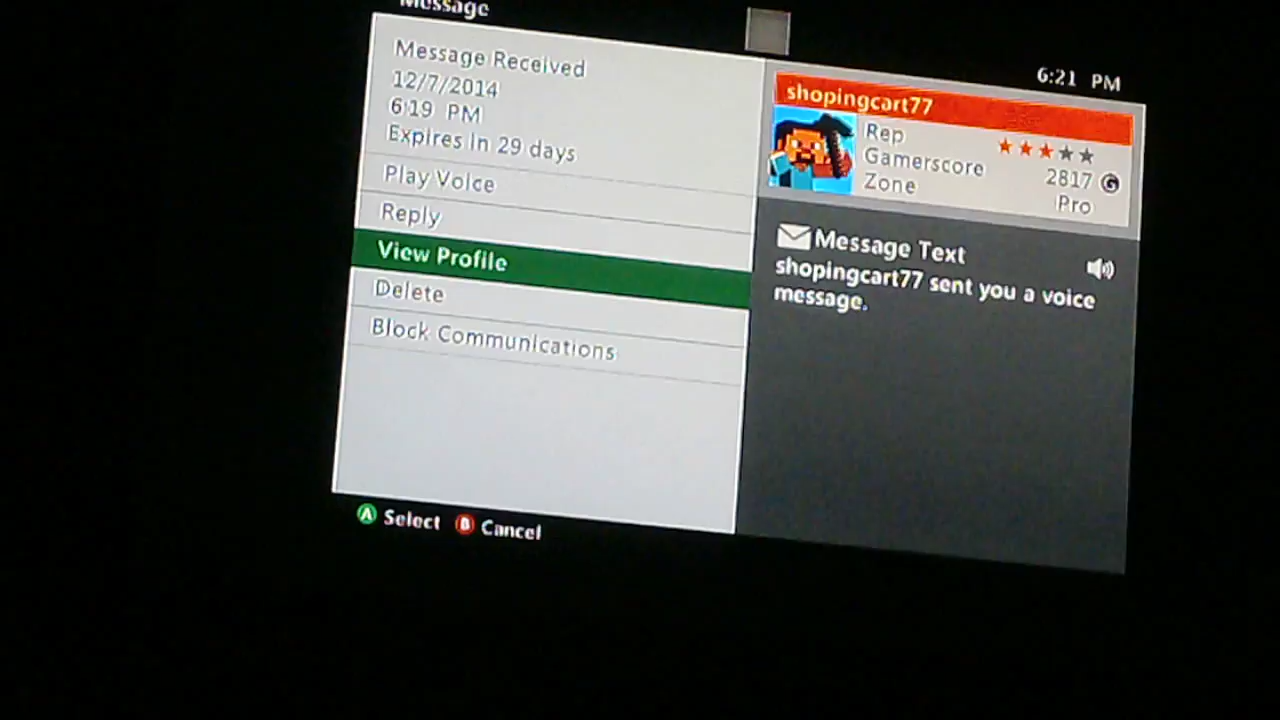 Message
6:21 PM
Message Received
12/7/2014
6:19 PM
Expires in 29 days
Play Voice
Reply
View Profile
Delete
Block Communications
shopingcart77
Rep
Gamerscore 2817 G
Zone Pro
Message Text
shopingcart77 sent you a voice
message.
A Select B Cancel